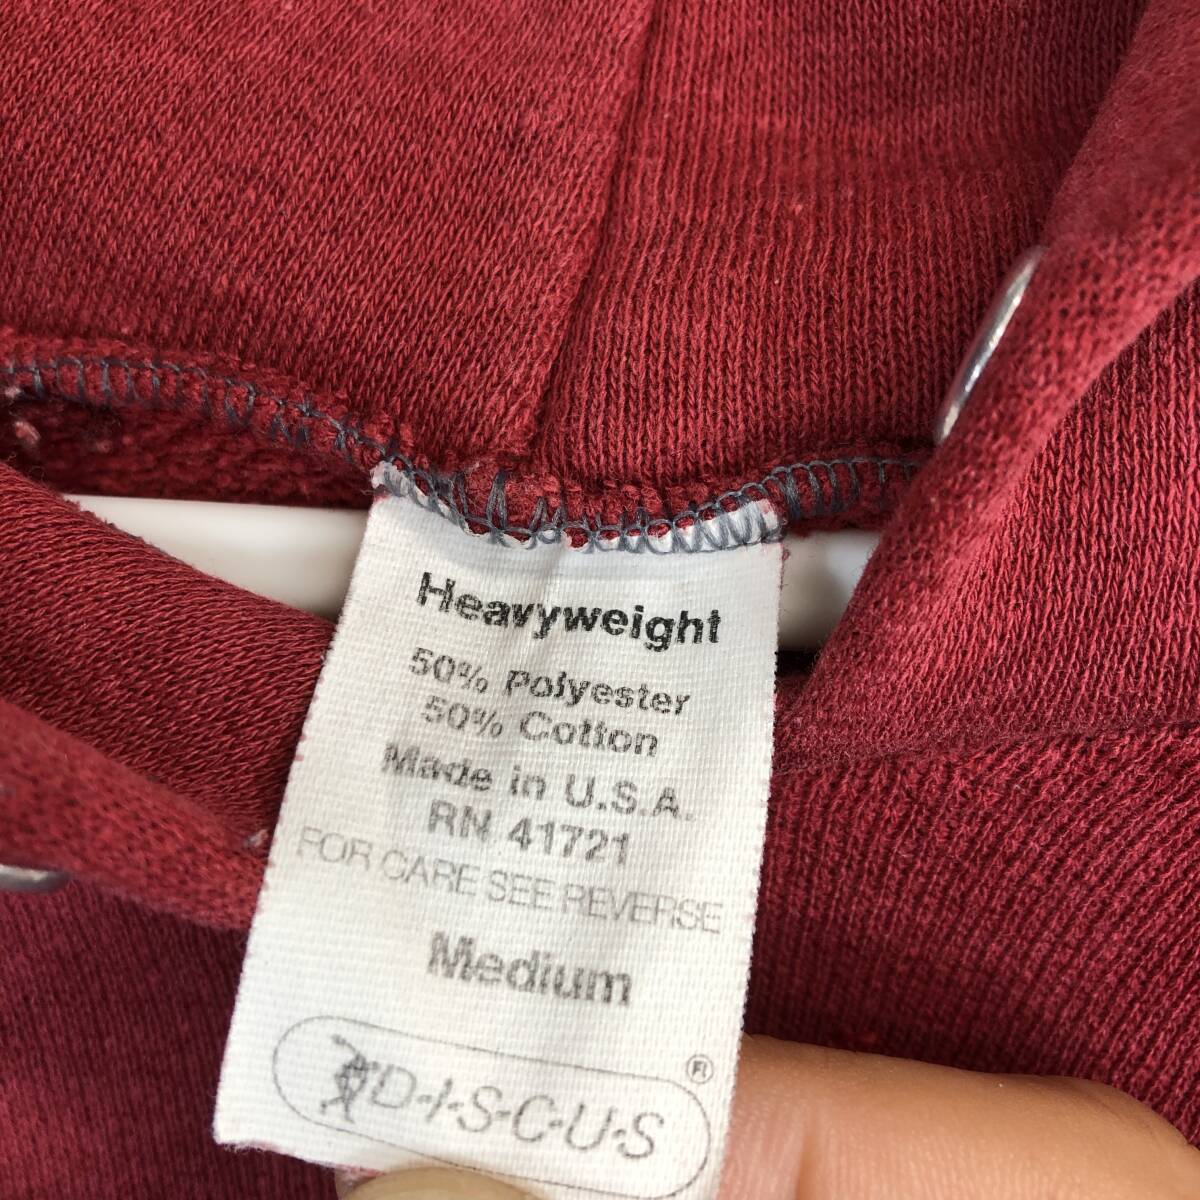 Heavyweight
50% Polyester
50% Cotton
Made in U.S.A.
RN 41721
FOR CARE SEE REVERSE
Medium
D-I-S-C-U-S ®